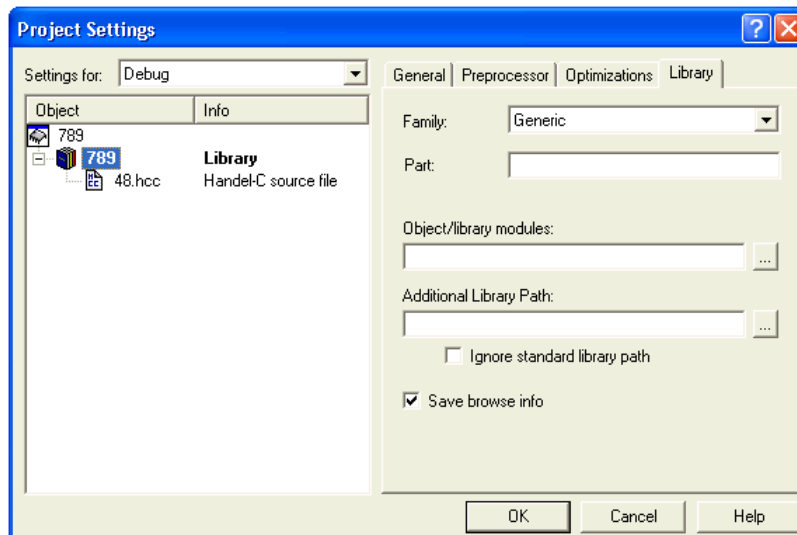 Project Settings
Settings for: Debug
General Preprocessor Optimizations Library
Object Info
789
789 Library
48.hcc Handel-C source file
Family: Generic
Part:
Object/library modules:
...
Additional Library Path:
...
Ignore standard library path
Save browse info
OK Cancel Help